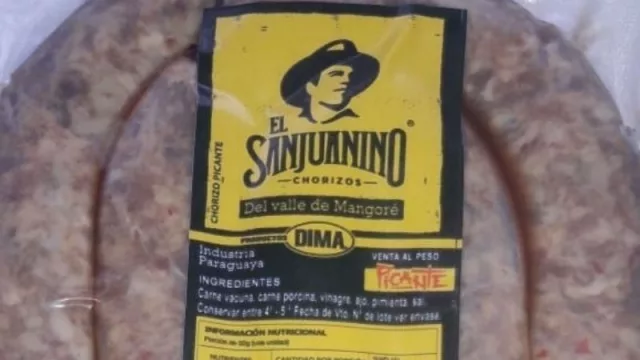 EL
SANJUANINO®
CHORIZOS
Del valle de Mangoré
CHORIZO PICANTE
PRODUCTOS DIMA
Industria
Paraguaya
VENTA AL PESO
PICANTE
INGREDIENTES
Carne vacuna, carne porcina, vinagre, ajo, pimienta, sal.
Conservar entre 4° - 5° Fecha de Vto. N° de lote ver envase.
INFORMACIÓN NUTRICIONAL